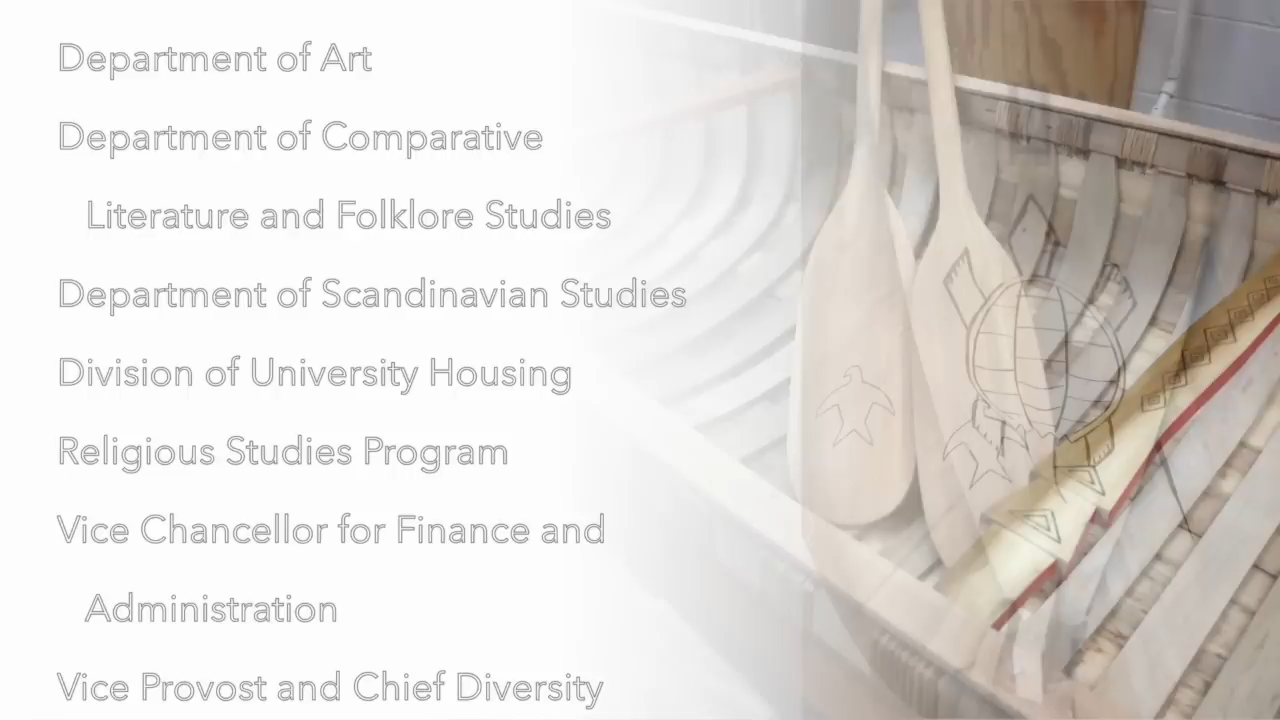 Department of Art
Department of Comparative
Literature and Folklore Studies
Department of Scandinavian Studies
Division of University Housing
Religious Studies Program
Vice Chancellor for Finance and
Administration
Vice Provost and Chief Diversity